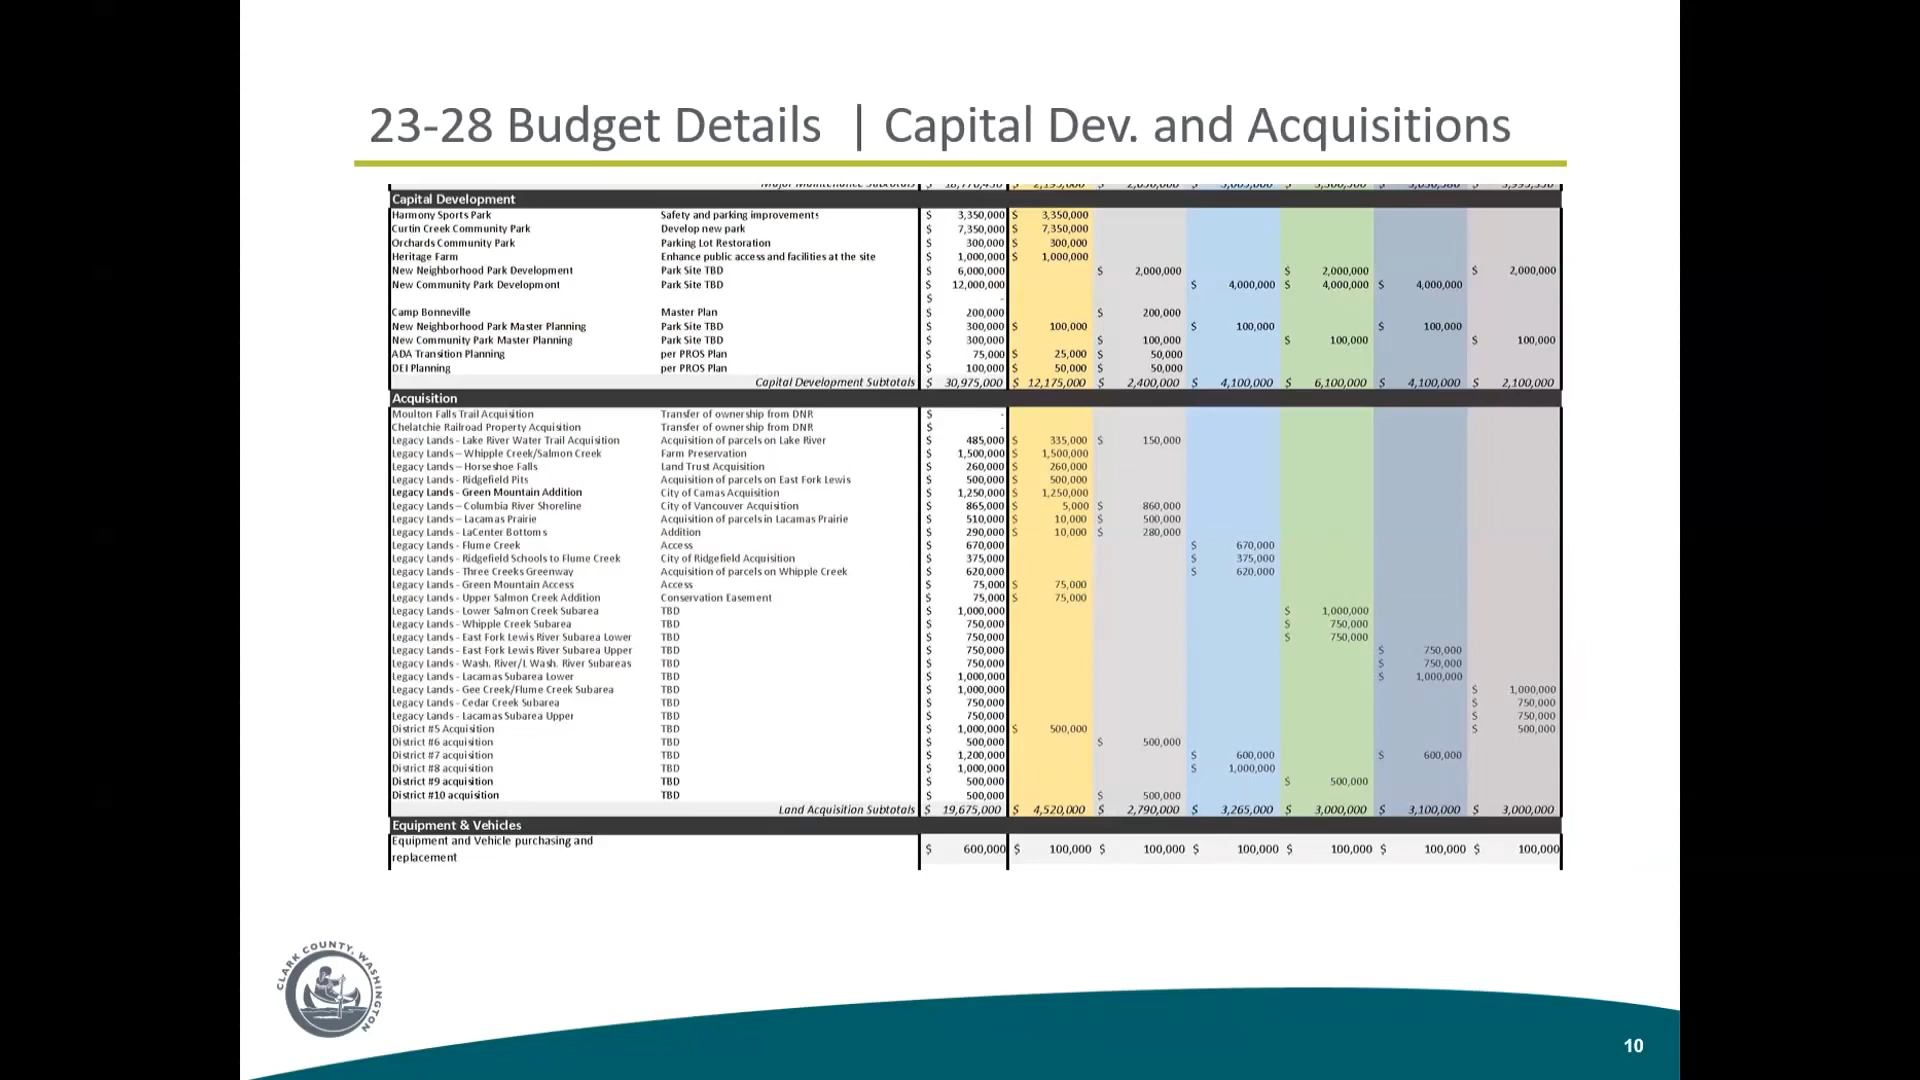 23-28 Budget Details | Capital Dev. and Acquisitions
Major Maintenance Subtotals $ $ $ $ $ $ $
Capital Development
Harmony Sports Park Safety and parking improvements $ 3,350,000 $ 3,350,000
Curtin Creek Community Park Develop new park $ 7,350,000 $ 7,350,000
Orchards Community Park Parking Lot Restoration $ 300,000 $ 300,000
Heritage Farm Enhance public access and facilities at the site $ 1,000,000 $ 1,000,000
New Neighborhood Park Development Park Site TBD $ 6,000,000 $ 2,000,000 $ 2,000,000 $ 2,000,000
New Community Park Development Park Site TBD $ 12,000,000 $ 4,000,000 $ 4,000,000 $ 4,000,000
$ -
Camp Bonneville Master Plan $ 200,000 $ 200,000
New Neighborhood Park Master Planning Park Site TBD $ 300,000 $ 100,000 $ 100,000 $ 100,000
New Community Park Master Planning Park Site TBD $ 300,000 $ 100,000 $ 100,000 $ 100,000
ADA Transition Planning per PROS Plan $ 75,000 $ 25,000 $ 50,000
DEI Planning per PROS Plan $ 100,000 $ 50,000 $ 50,000
Capital Development Subtotals $ 30,975,000 $ 12,175,000 $ 2,400,000 $ 4,100,000 $ 6,100,000 $ 4,100,000 $ 2,100,000
Acquisition
Moulton Falls Trail Acquisition Transfer of ownership from DNR $ -
Chelatchie Railroad Property Acquisition Transfer of ownership from DNR $ -
Legacy Lands - Lake River Water Trail Acquisition Acquisition of parcels on Lake River $ 485,000 $ 335,000 $ 150,000
Legacy Lands – Whipple Creek/Salmon Creek Farm Preservation $ 1,500,000 $ 1,500,000
Legacy Lands – Horseshoe Falls Land Trust Acquisition $ 260,000 $ 260,000
Legacy Lands - Ridgefield Pits Acquisition of parcels on East Fork Lewis $ 500,000 $ 500,000
Legacy Lands - Green Mountain Addition City of Camas Acquisition $ 1,250,000 $ 1,250,000
Legacy Lands – Columbia River Shoreline City of Vancouver Acquisition $ 865,000 $ 5,000 $ 860,000
Legacy Lands – Lacamas Prairie Acquisition of parcels in Lacamas Prairie $ 510,000 $ 10,000 $ 500,000
Legacy Lands - LaCenter Bottoms Addition $ 290,000 $ 10,000 $ 280,000
Legacy Lands - Flume Creek Access $ 670,000 $ 670,000
Legacy Lands - Ridgefield Schools to Flume Creek City of Ridgefield Acquisition $ 375,000 $ 375,000
Legacy Lands - Three Creeks Greenway Acquisition of parcels on Whipple Creek $ 620,000 $ 620,000
Legacy Lands - Green Mountain Access Access $ 75,000 $ 75,000
Legacy Lands - Upper Salmon Creek Addition Conservation Easement $ 75,000 $ 75,000
Legacy Lands - Lower Salmon Creek Subarea TBD $ 1,000,000 $ 1,000,000
Legacy Lands - Whipple Creek Subarea TBD $ 750,000 $ 750,000
Legacy Lands - East Fork Lewis River Subarea Lower TBD $ 750,000 $ 750,000
Legacy Lands - East Fork Lewis River Subarea Upper TBD $ 750,000 $ 750,000
Legacy Lands - Wash. River/L Wash. River Subareas TBD $ 750,000 $ 750,000
Legacy Lands - Lacamas Subarea Lower TBD $ 1,000,000 $ 1,000,000
Legacy Lands - Gee Creek/Flume Creek Subarea TBD $ 1,000,000 $ 1,000,000
Legacy Lands - Cedar Creek Subarea TBD $ 750,000 $ 750,000
Legacy Lands - Lacamas Subarea Upper TBD $ 750,000 $ 750,000
District #5 Acquisition TBD $ 1,000,000 $ 500,000 $ 500,000
District #6 acquisition TBD $ 500,000 $ 500,000
District #7 acquisition TBD $ 1,200,000 $ 600,000 $ 600,000
District #8 acquisition TBD $ 1,000,000 $ 1,000,000
District #9 acquisition TBD $ 500,000 $ 500,000
District #10 acquisition TBD $ 500,000 $ 500,000
Land Acquisition Subtotals $ 19,675,000 $ 4,520,000 $ 2,790,000 $ 3,265,000 $ 3,000,000 $ 3,100,000 $ 3,000,000
Equipment & Vehicles
Equipment and Vehicle purchasing and
replacement $ 600,000 $ 100,000 $ 100,000 $ 100,000 $ 100,000 $ 100,000 $ 100,000
CLARK COUNTY, WASHINGTON
10